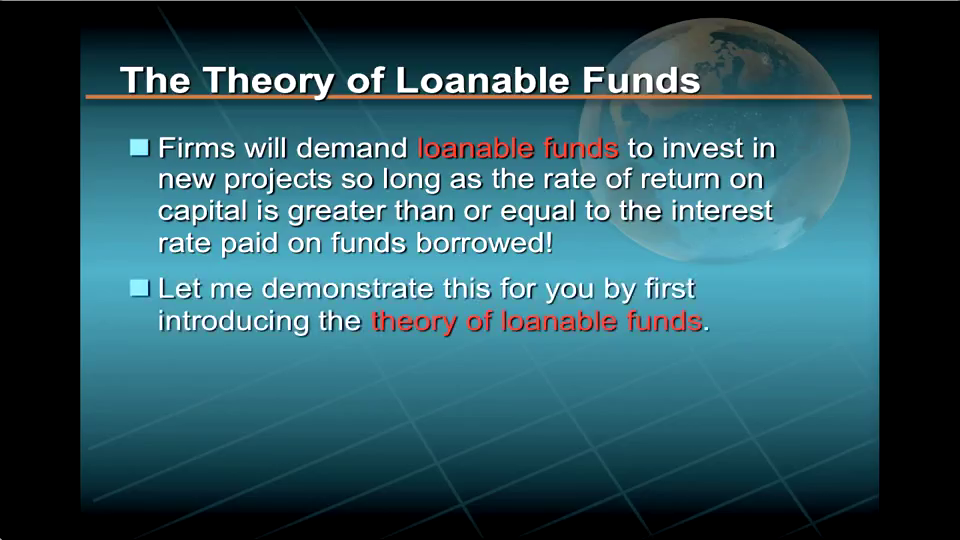 The Theory of Loanable Funds
Firms will demand loanable funds to invest in
new projects so long as the rate of return on
capital is greater than or equal to the interest
rate paid on funds borrowed!
Let me demonstrate this for you by first
introducing the theory of loanable funds.